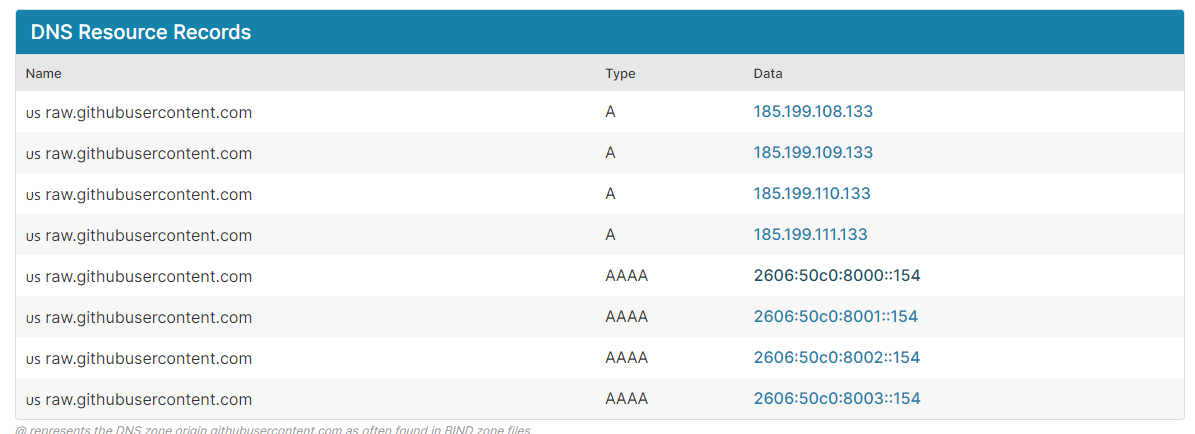 DNS Resource Records
Name Type Data
us raw.githubusercontent.com A 185.199.108.133
us raw.githubusercontent.com A 185.199.109.133
us raw.githubusercontent.com A 185.199.110.133
us raw.githubusercontent.com A 185.199.111.133
us raw.githubusercontent.com AAAA 2606:50c0:8000::154
us raw.githubusercontent.com AAAA 2606:50c0:8001::154
us raw.githubusercontent.com AAAA 2606:50c0:8002::154
us raw.githubusercontent.com AAAA 2606:50c0:8003::154
@ represents the DNS zone origin githubusercontent.com as often found in BIND zone files